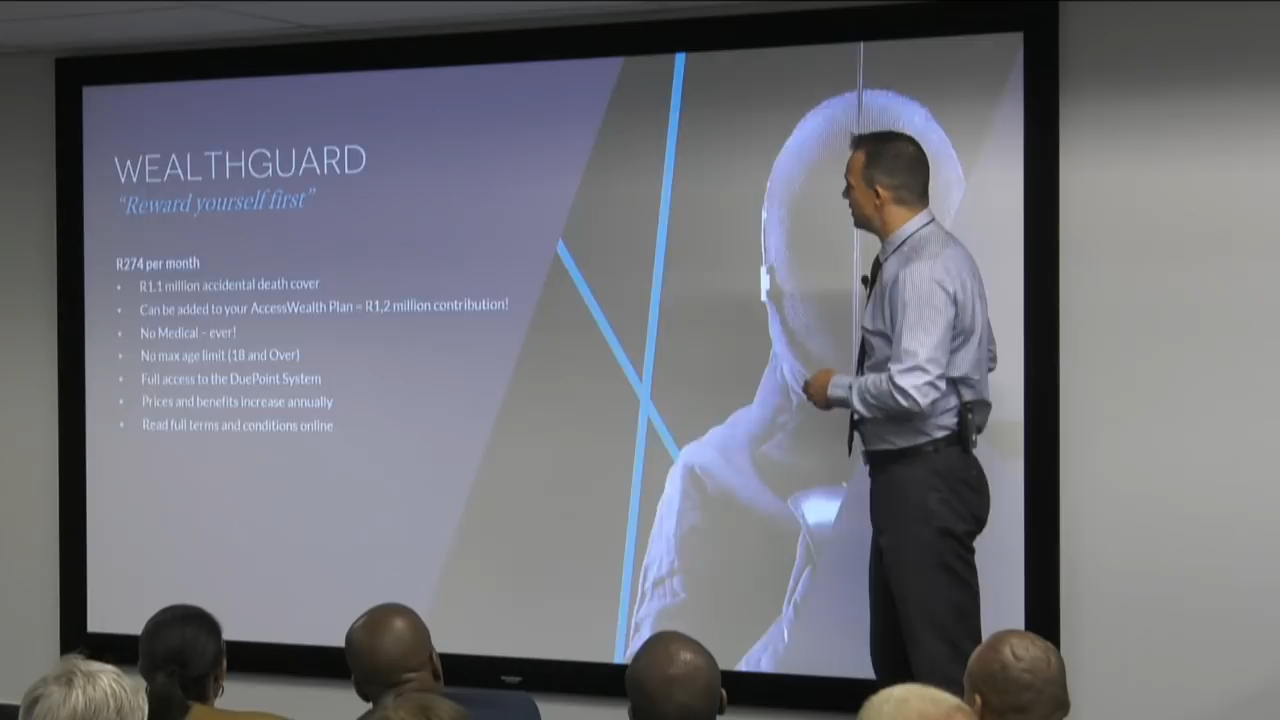 WEALTHGUARD
“Reward yourself first”
R274 per month
• R1.1 million accidental death cover
• Can be added to your AccessWealth Plan = R1,2 million contribution!
• No Medical – ever!
• No max age limit (18 and Over)
• Full access to the DuePoint System
• Prices and benefits increase annually
• Read full terms and conditions online